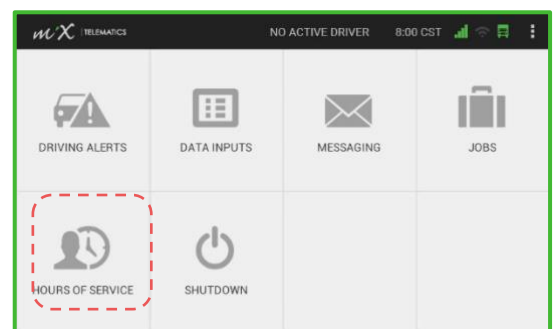 miX TELEMATICS NO ACTIVE DRIVER 8:00 CST
DRIVING ALERTS DATA INPUTS MESSAGING JOBS
HOURS OF SERVICE SHUTDOWN